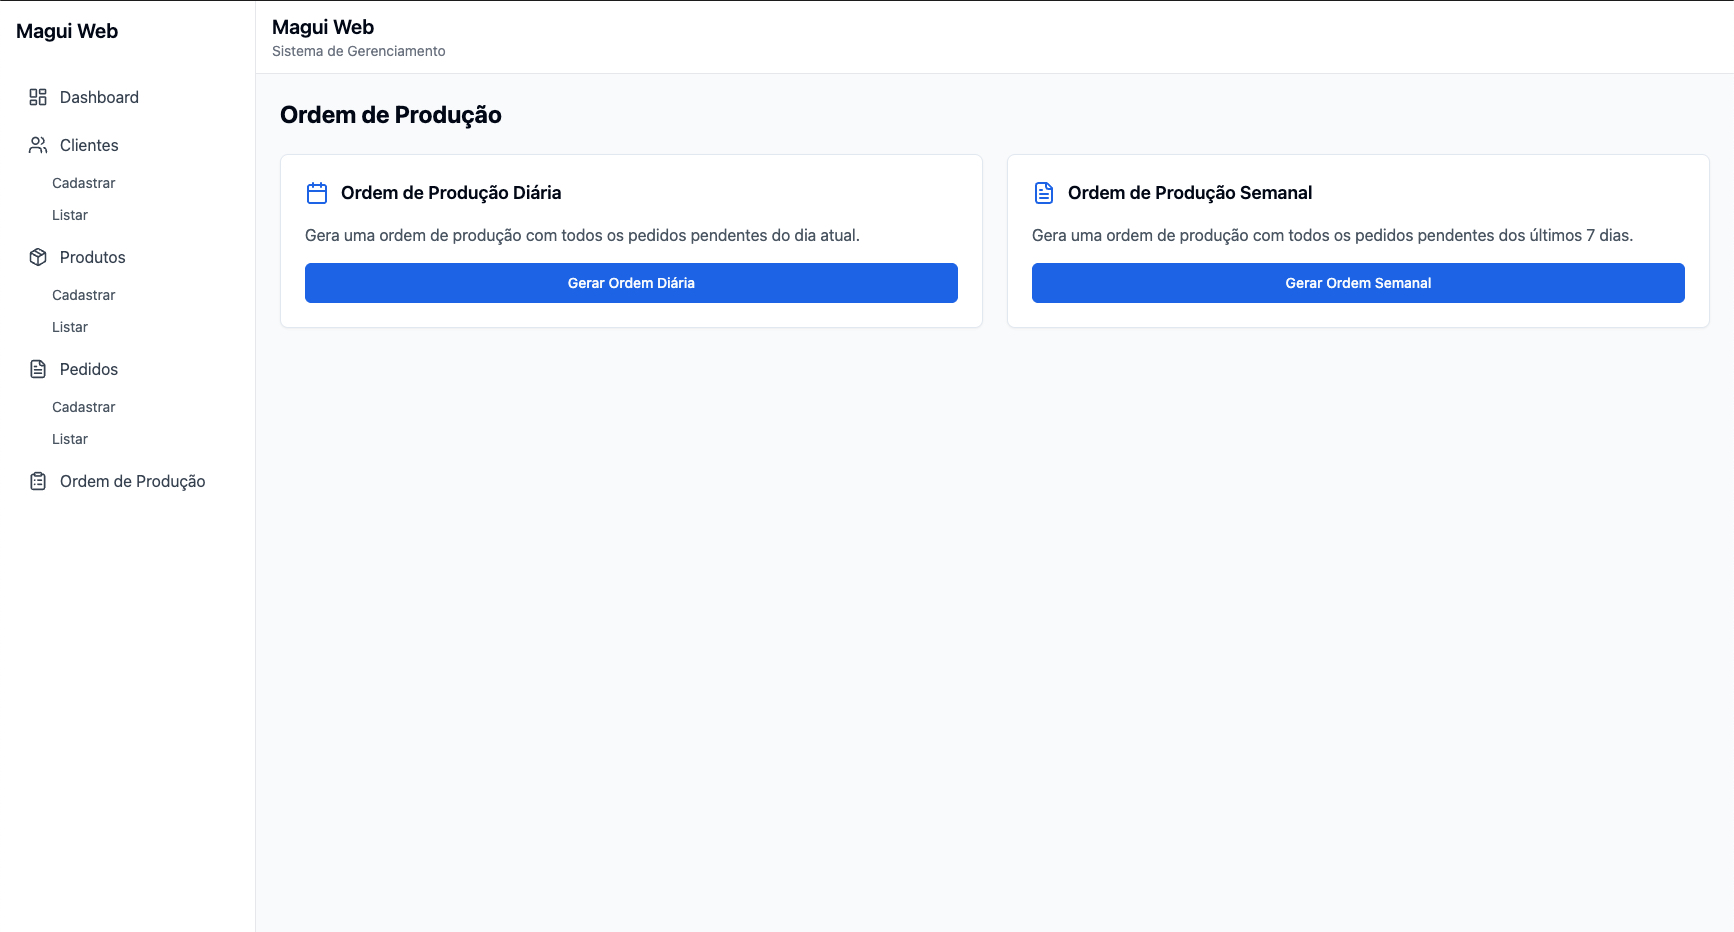 Magui Web
Dashboard
Clientes
Cadastrar
Listar
Produtos
Cadastrar
Listar
Pedidos
Cadastrar
Listar
Ordem de Produção
Magui Web
Sistema de Gerenciamento
Ordem de Produção
Ordem de Produção Diária
Gera uma ordem de produção com todos os pedidos pendentes do dia atual.
Gerar Ordem Diária
Ordem de Produção Semanal
Gera uma ordem de produção com todos os pedidos pendentes dos últimos 7 dias.
Gerar Ordem Semanal